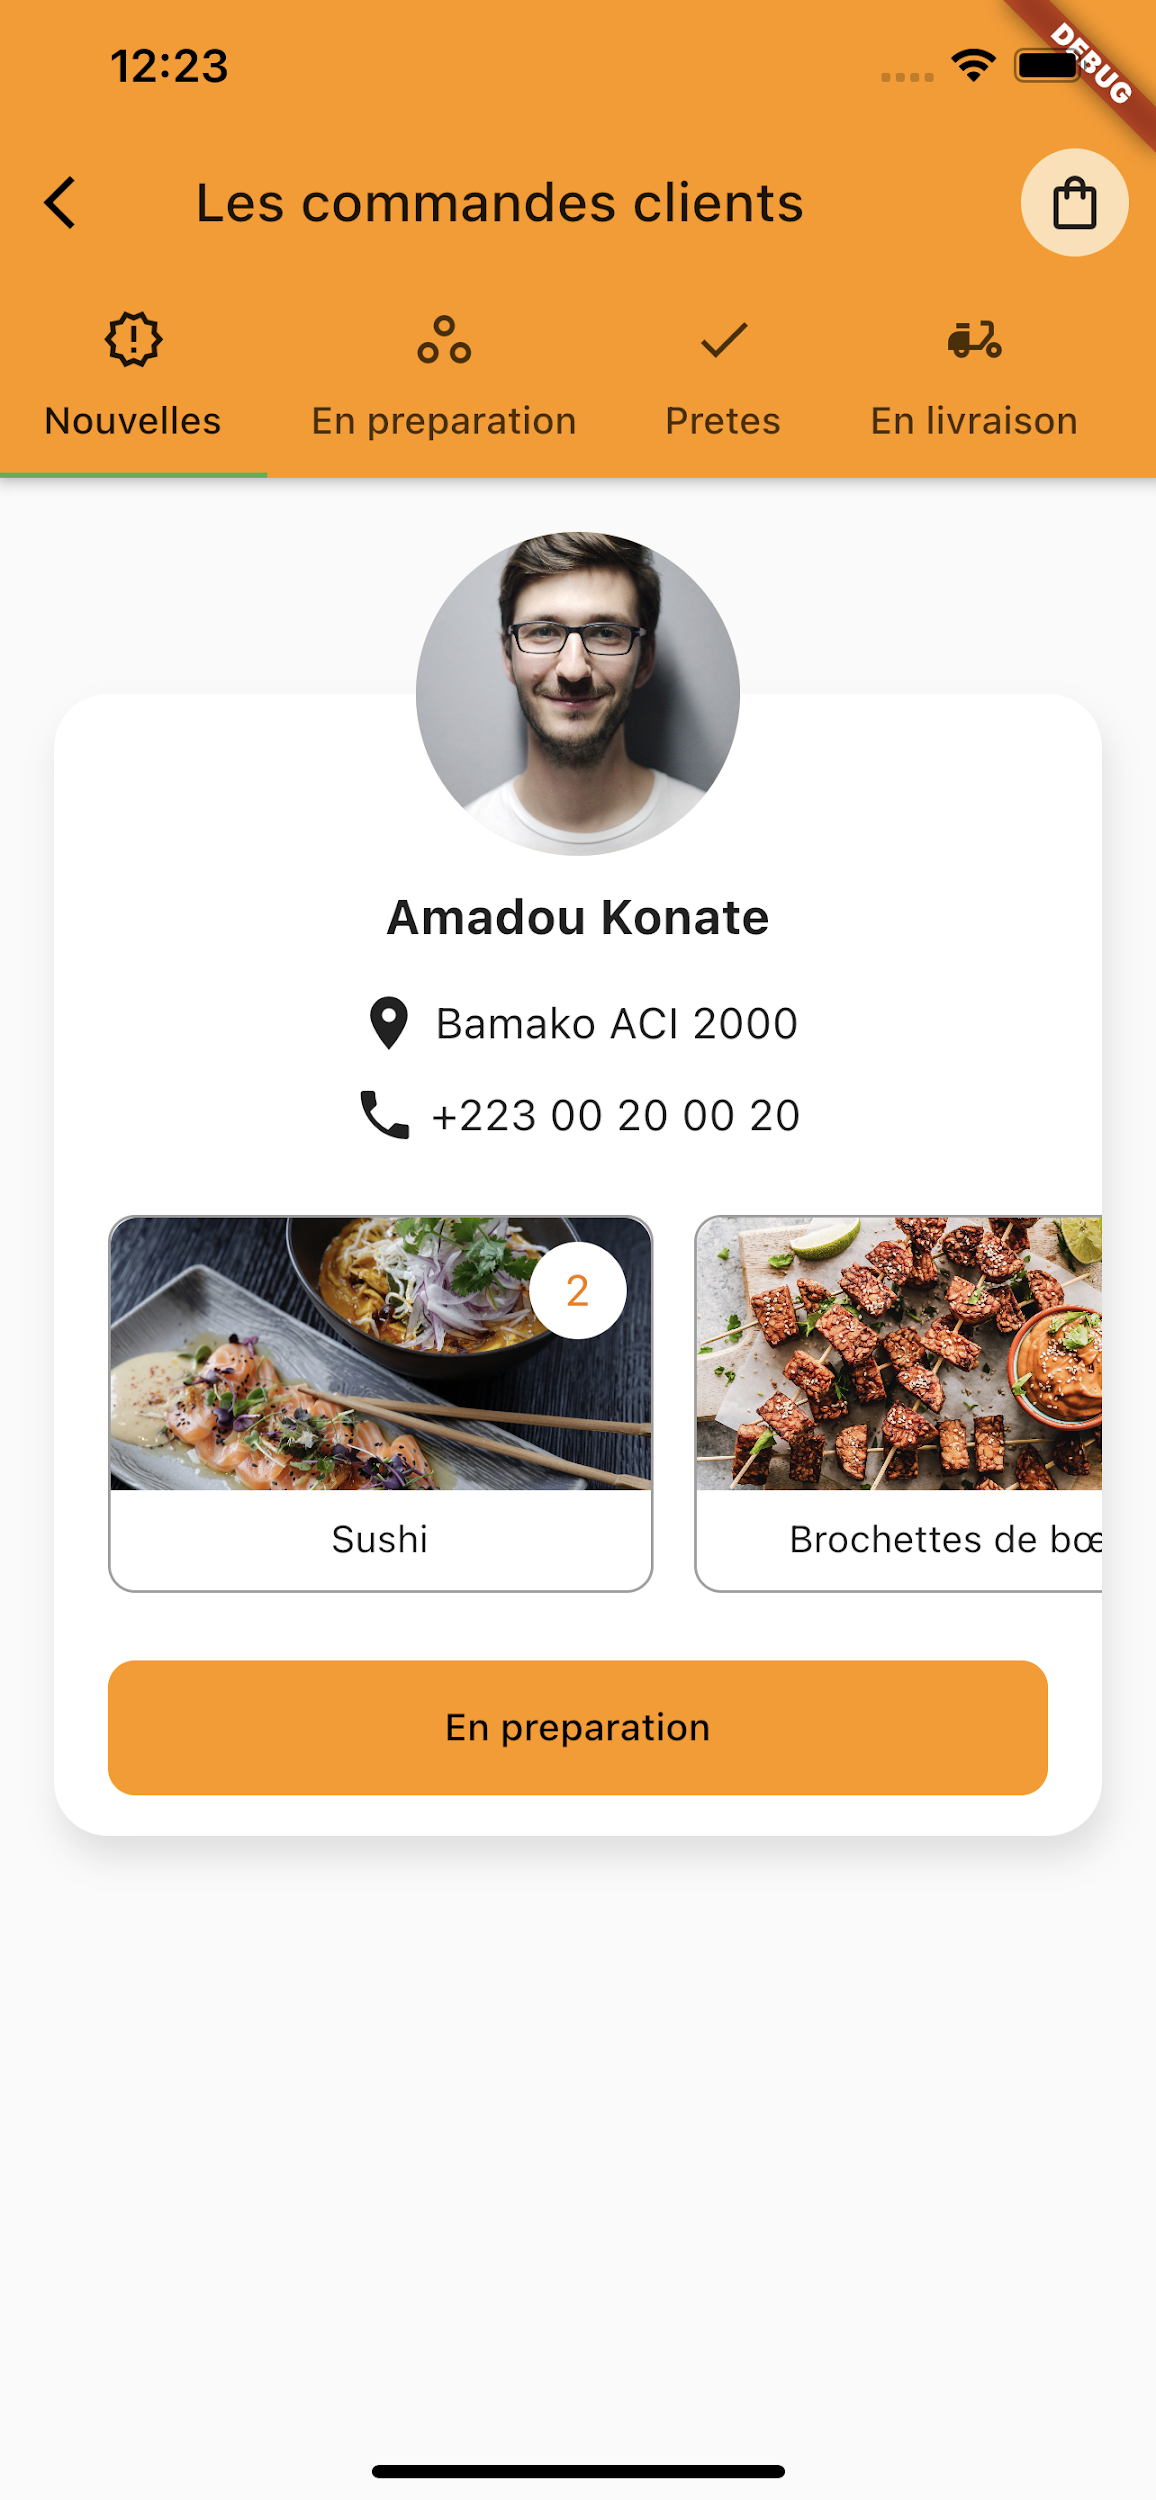 12:23
DEBUG
Les commandes clients
Nouvelles
En preparation
Pretes
En livraison
Amadou Konate
Bamako ACI 2000
+223 00 20 00 20
2
Sushi
Brochettes de bœ
En preparation